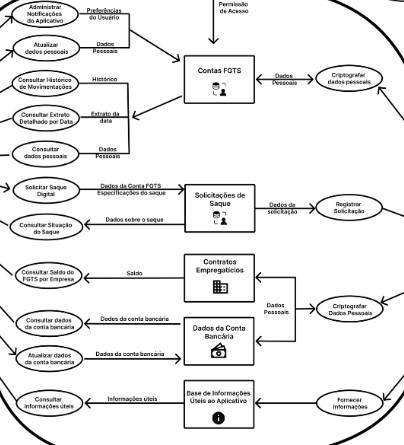 Permissão
de Acesso
Administrar
Notificações
do Aplicativo
Preferências
do Usuário
Atualizar
dados pessoais
Dados
Pessoais
Consultar Histórico
de Movimentações
Histórico
Contas FGTS
Dados
Pessoais
Criptografar
dados pessoais
Consultar Extrato
Detalhado por Data
Extrato da
data
Consultar
dados pessoais
Dados
Pessoais
Solicitar Saque
Digital
Dados da Conta FGTS
Especificações do saque
Solicitações de
Saque
Dados da
solicitação
Registrar
Solicitação
Consultar Situação
do Saque
Dados sobre o saque
Consultar Saldo do
FGTS por Empresa
Saldo
Contratos
Empregatícios
Dados
Pessoais
Criptografar
Dados Pessoais
Consultar dados
da conta bancária
Dados da conta bancária
Dados da Conta
Bancária
Atualizar dados
da conta bancária
Dados da conta bancária
Consultar
informações úteis
Informações úteis
Base de Informações
Úteis ao Aplicativo
Fornecer
Informações